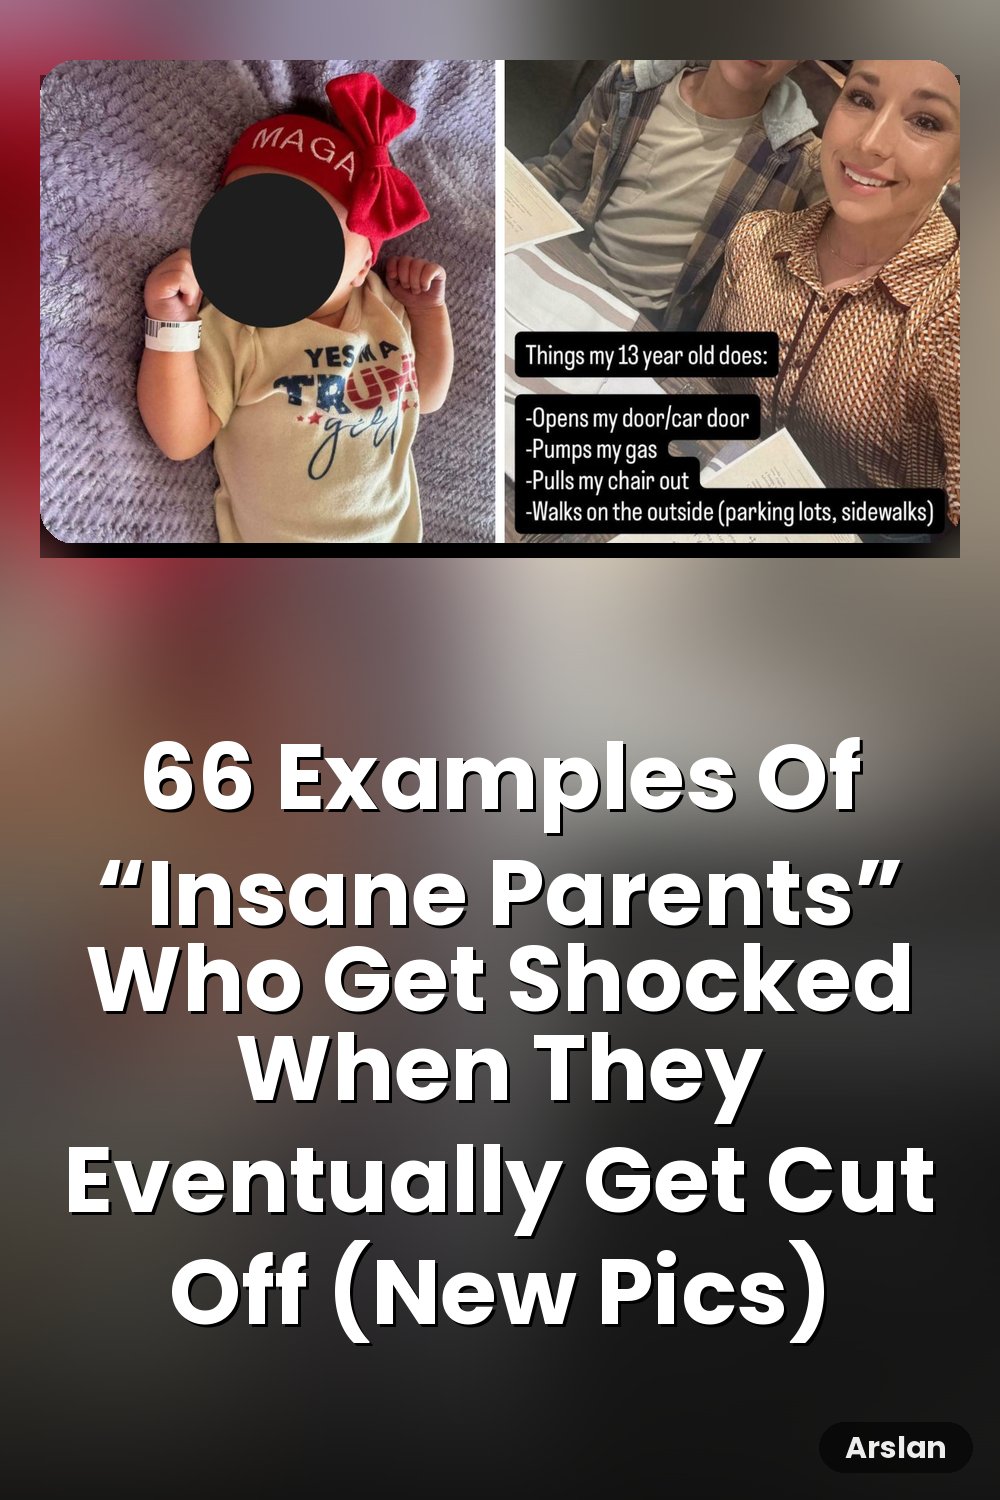 MAGA
YES I'M A
TRUMP
girl
Things my 13 year old does:
-Opens my door/car door
-Pumps my gas
-Pulls my chair out
-Walks on the outside (parking lots, sidewalks)
66 Examples Of
“Insane Parents”
Who Get Shocked
When They
Eventually Get Cut
Off (New Pics)
Arslan